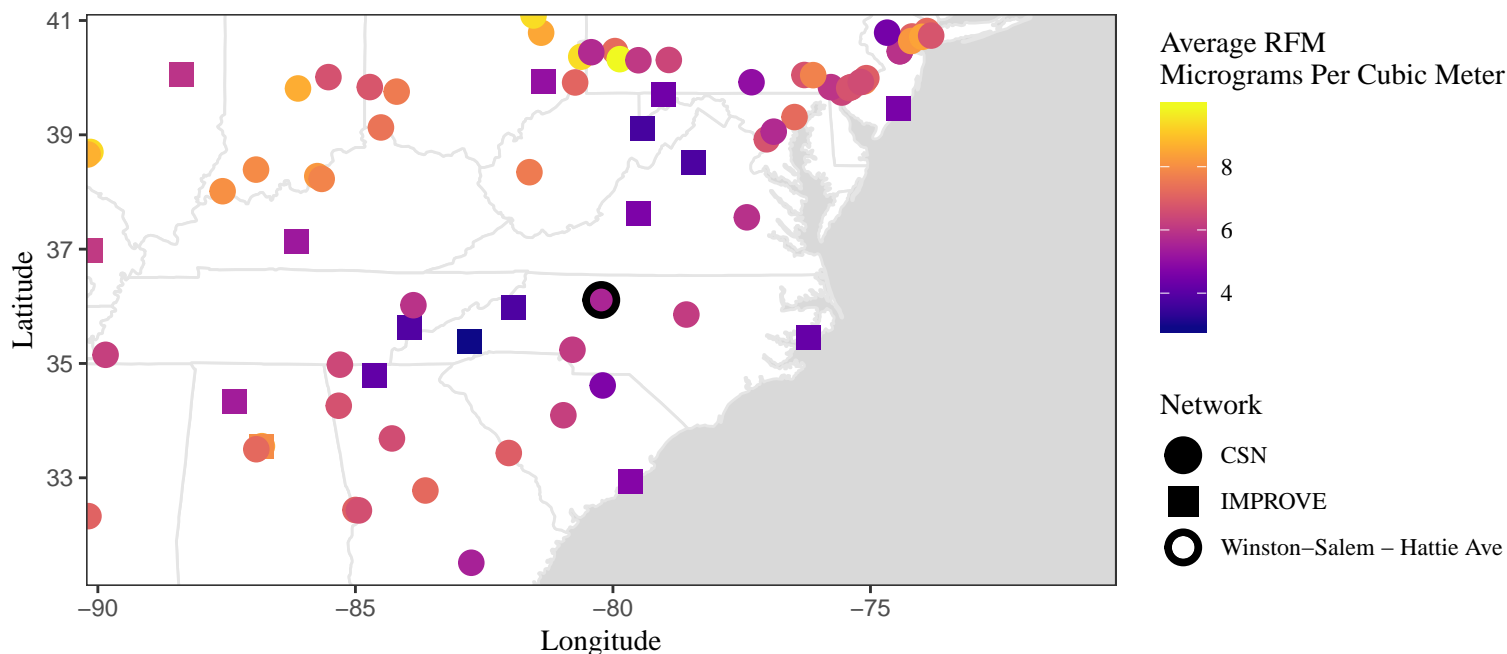 41
39
37
35
33
Latitude
−90
−85
−80
−75
Longitude
Average RFM
Micrograms Per Cubic Meter
8
6
4
Network
CSN
IMPROVE
Winston−Salem − Hattie Ave